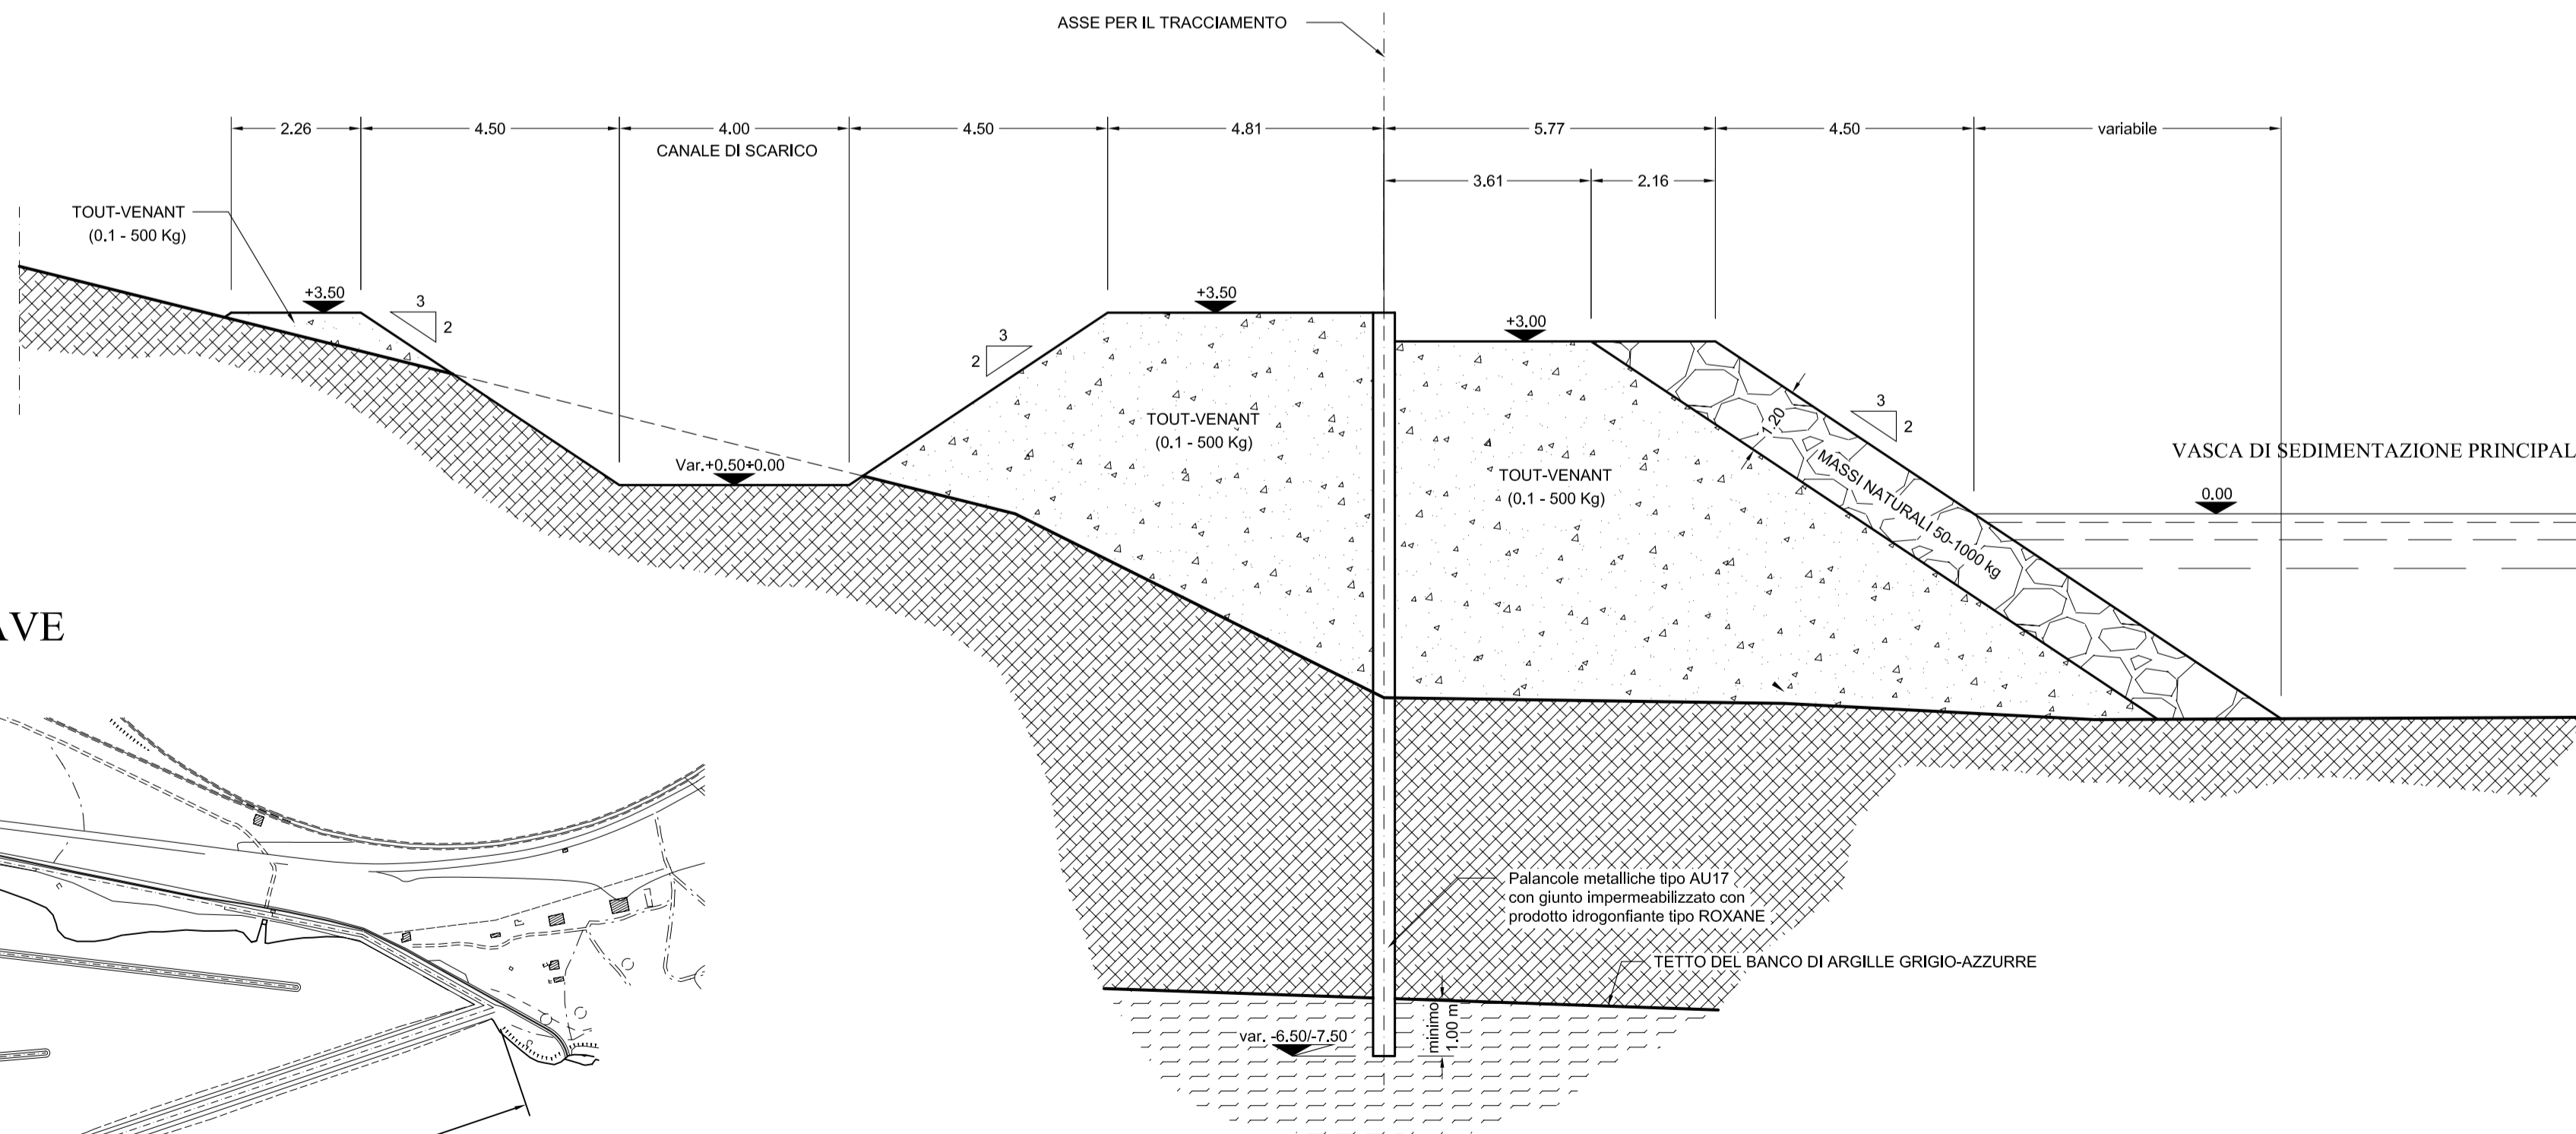 ASSE PER IL TRACCIAMENTO
2.26
4.50
4.00
4.50
4.81
5.77
4.50
variabile
CANALE DI SCARICO
3.61
2.16
TOUT-VENANT
(0.1 - 500 Kg)
+3.50
3
2
+3.50
3
2
+3.00
3
2
1.20
TOUT-VENANT
(0.1 - 500 Kg)
Var.+0.50÷0.00
TOUT-VENANT
(0.1 - 500 Kg)
MASSI NATURALI 50-1000 kg
VASCA DI SEDIMENTAZIONE PRINCIPAL
0.00
AVE
Palancole metalliche tipo AU17
con giunto impermeabilizzato con
prodotto idrogonfiante tipo ROXANE
TETTO DEL BANCO DI ARGILLE GRIGIO-AZZURRE
var. -6.50/-7.50
minimo
1.00 m